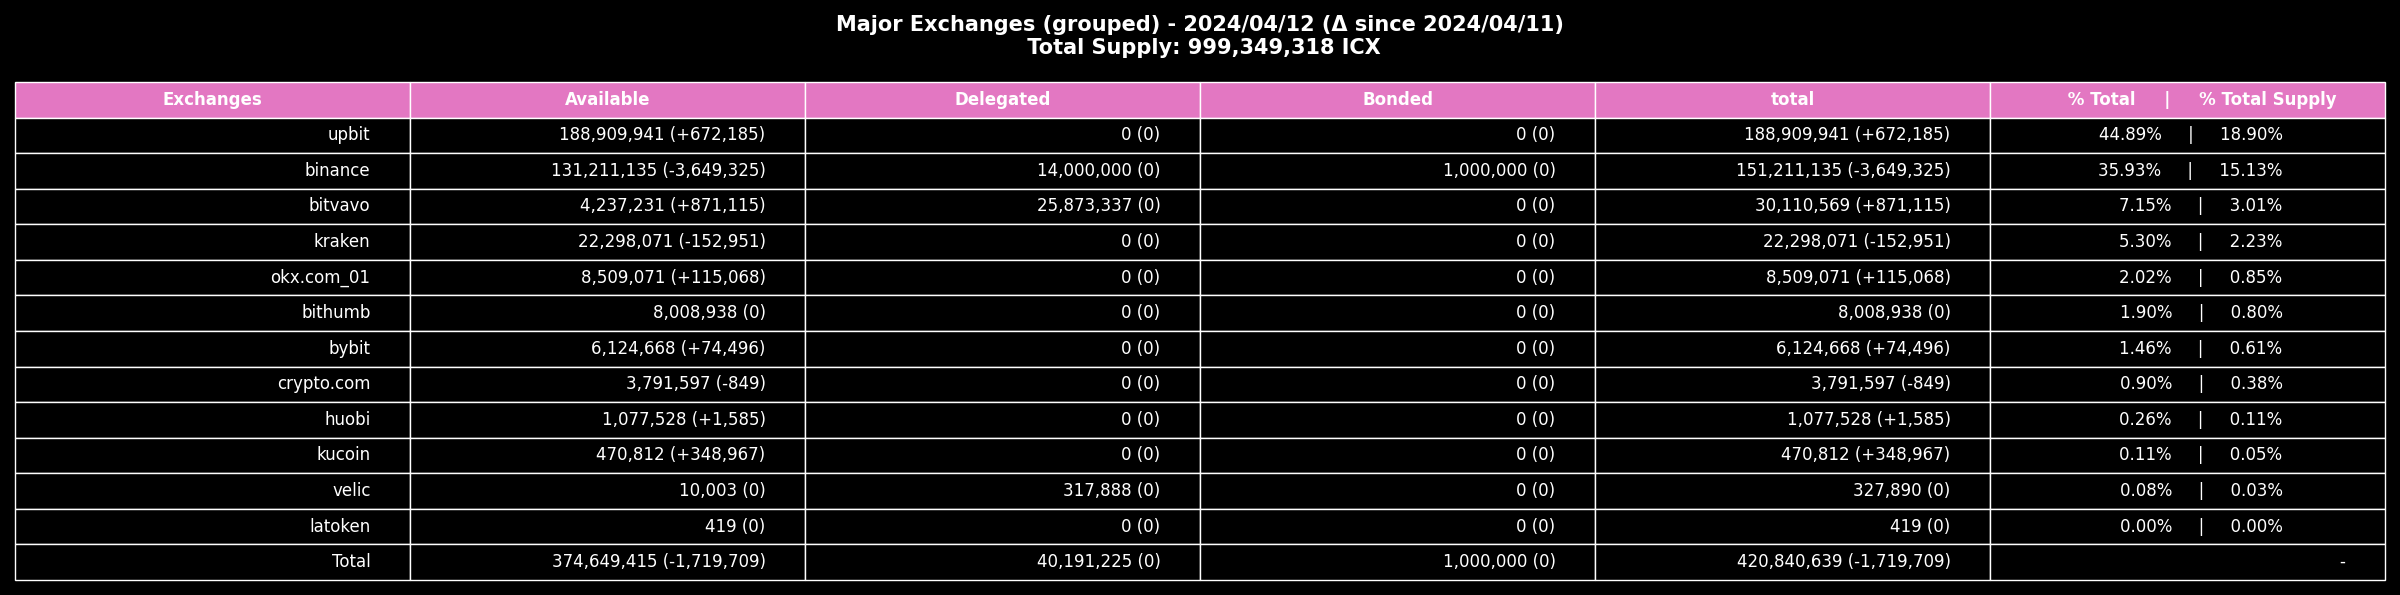 Major Exchanges (grouped) - 2024/04/12 (Δ since 2024/04/11)
Total Supply: 999,349,318 ICX
Exchanges Available Delegated Bonded total % Total | % Total Supply
upbit 188,909,941 (+672,185) 0 (0) 0 (0) 188,909,941 (+672,185) 44.89% | 18.90%
binance 131,211,135 (-3,649,325) 14,000,000 (0) 1,000,000 (0) 151,211,135 (-3,649,325) 35.93% | 15.13%
bitvavo 4,237,231 (+871,115) 25,873,337 (0) 0 (0) 30,110,569 (+871,115) 7.15% | 3.01%
kraken 22,298,071 (-152,951) 0 (0) 0 (0) 22,298,071 (-152,951) 5.30% | 2.23%
okx.com_01 8,509,071 (+115,068) 0 (0) 0 (0) 8,509,071 (+115,068) 2.02% | 0.85%
bithumb 8,008,938 (0) 0 (0) 0 (0) 8,008,938 (0) 1.90% | 0.80%
bybit 6,124,668 (+74,496) 0 (0) 0 (0) 6,124,668 (+74,496) 1.46% | 0.61%
crypto.com 3,791,597 (-849) 0 (0) 0 (0) 3,791,597 (-849) 0.90% | 0.38%
huobi 1,077,528 (+1,585) 0 (0) 0 (0) 1,077,528 (+1,585) 0.26% | 0.11%
kucoin 470,812 (+348,967) 0 (0) 0 (0) 470,812 (+348,967) 0.11% | 0.05%
velic 10,003 (0) 317,888 (0) 0 (0) 327,890 (0) 0.08% | 0.03%
latoken 419 (0) 0 (0) 0 (0) 419 (0) 0.00% | 0.00%
Total 374,649,415 (-1,719,709) 40,191,225 (0) 1,000,000 (0) 420,840,639 (-1,719,709) -